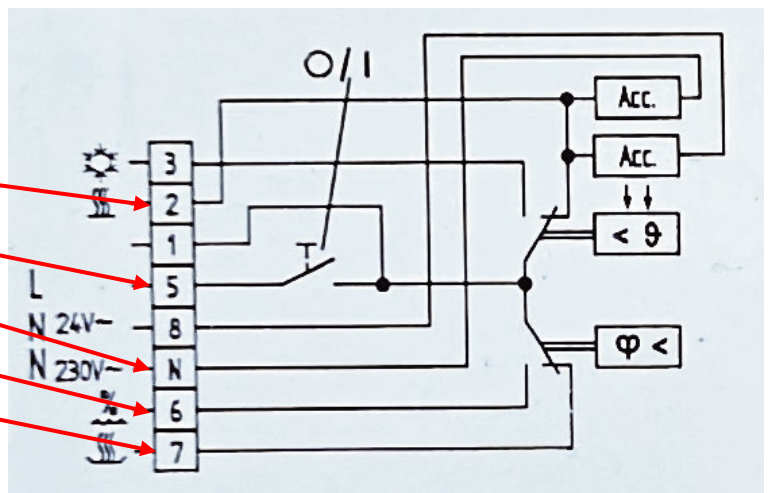 O/I
Acc.
3
Acc.
2
1
< ϑ
L
5
N 24V~
8
φ <
N 230V~
N
%
6
7